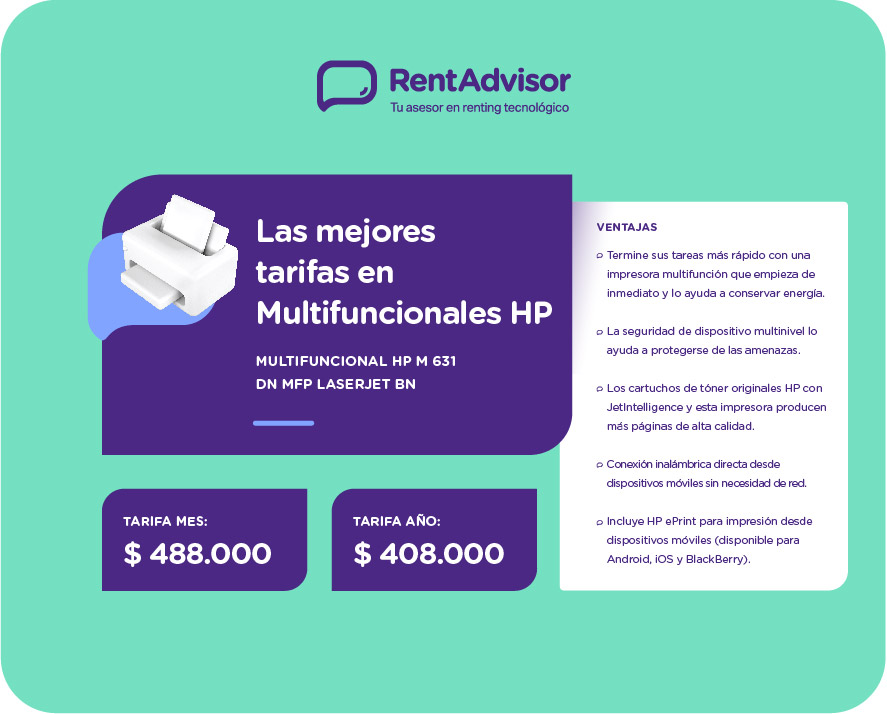 RentAdvisor
Tu asesor en renting tecnológico
Las mejores
tarifas en
Multifuncionales HP
MULTIFUNCIONAL HP M 631
DN MFP LASERJET BN
TARIFA MES:
$ 488.000
TARIFA AÑO:
$ 408.000
VENTAJAS
Termine sus tareas más rápido con una
impresora multifunción que empieza de
inmediato y lo ayuda a conservar energía.
La seguridad de dispositivo multinivel lo
ayuda a protegerse de las amenazas.
Los cartuchos de tóner originales HP con
JetIntelligence y esta impresora producen
más páginas de alta calidad.
Conexión inalámbrica directa desde
dispositivos móviles sin necesidad de red.
Incluye HP ePrint para impresión desde
dispositivos móviles (disponible para
Android, iOS y BlackBerry).